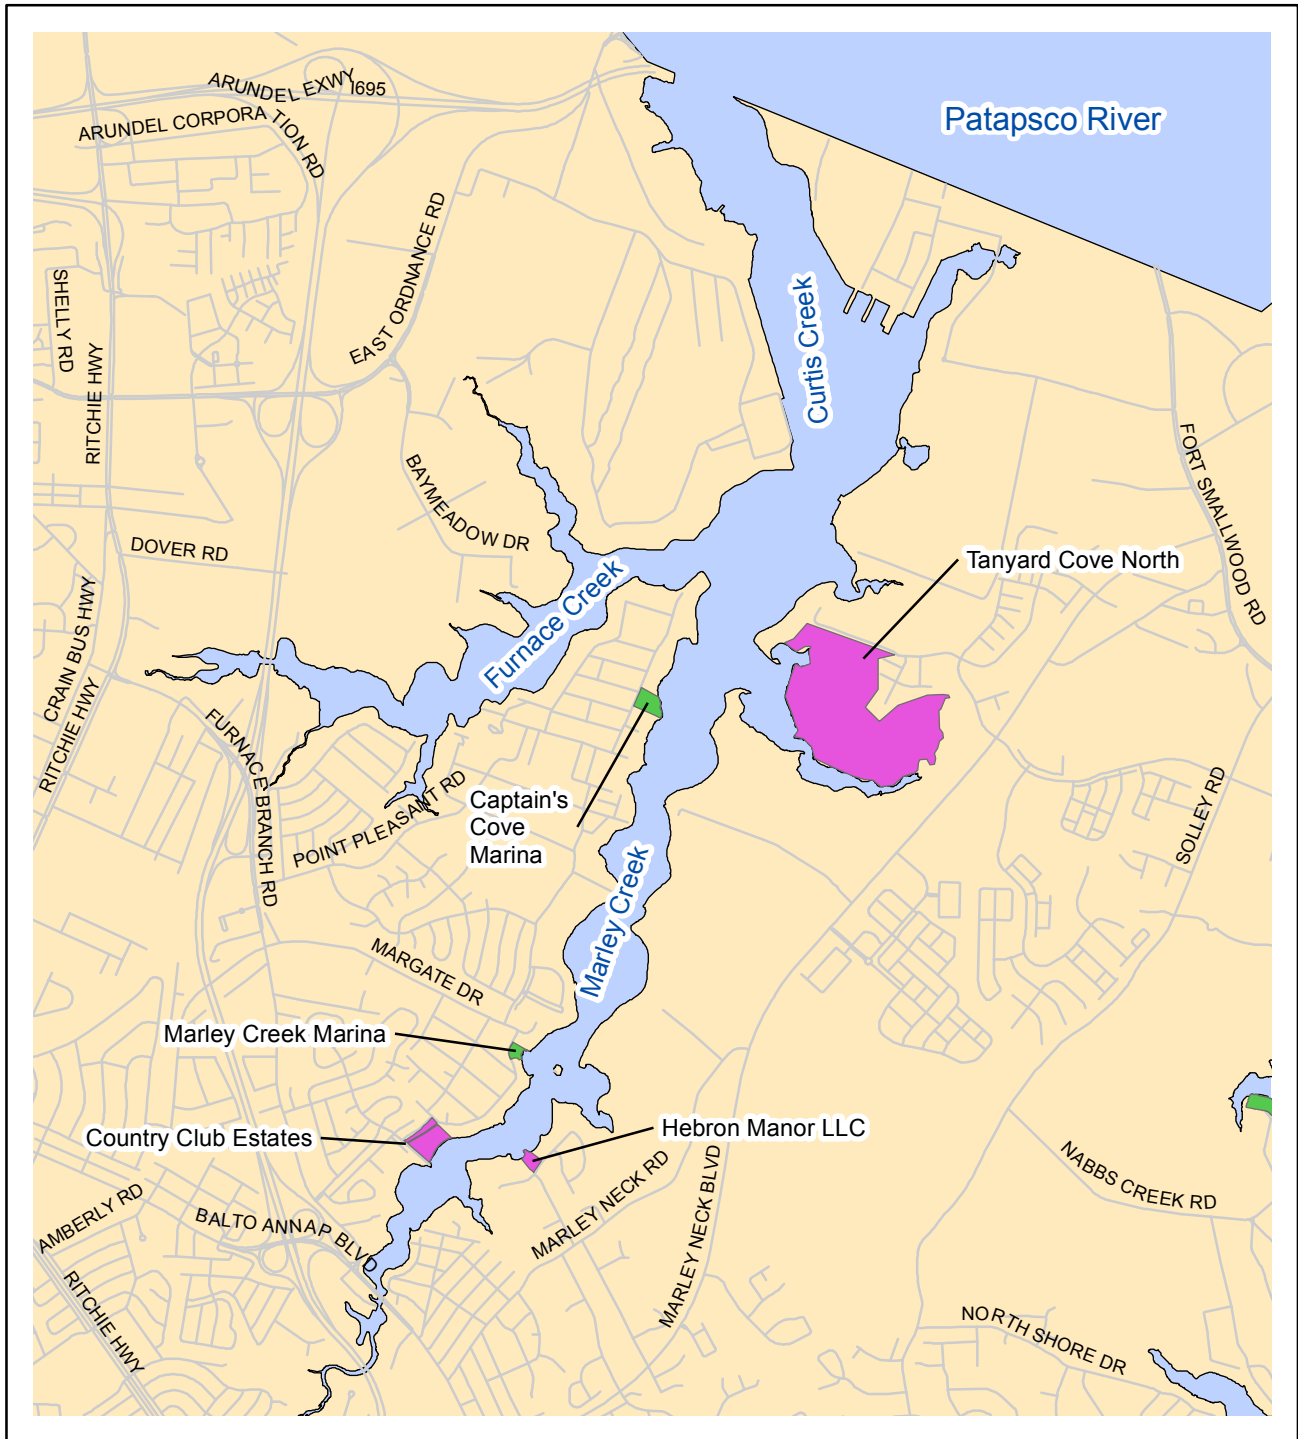 ARUNDEL EXWY
I695
ARUNDEL CORPORA TION RD
Patapsco River
EAST ORDNANCE RD
SHELLY RD
RITCHIE HWY
Curtis Creek
FORT SMALLWOOD RD
BAYMEADOW DR
DOVER RD
Tanyard Cove North
Furnace Creek
CRAIN BUS HWY
RITCHIE HWY
FURNACE BRANCH RD
POINT PLEASANT RD
Captain's
Cove
Marina
SOLLEY RD
Marley Creek
MARGATE DR
Marley Creek Marina
Country Club Estates
Hebron Manor LLC
NABBS CREEK RD
MARLEY NECK RD
MARLEY NECK BLVD
AMBERLY RD
BALTO ANNAP BLVD
RITCHIE HWY
NORTH SHORE DR